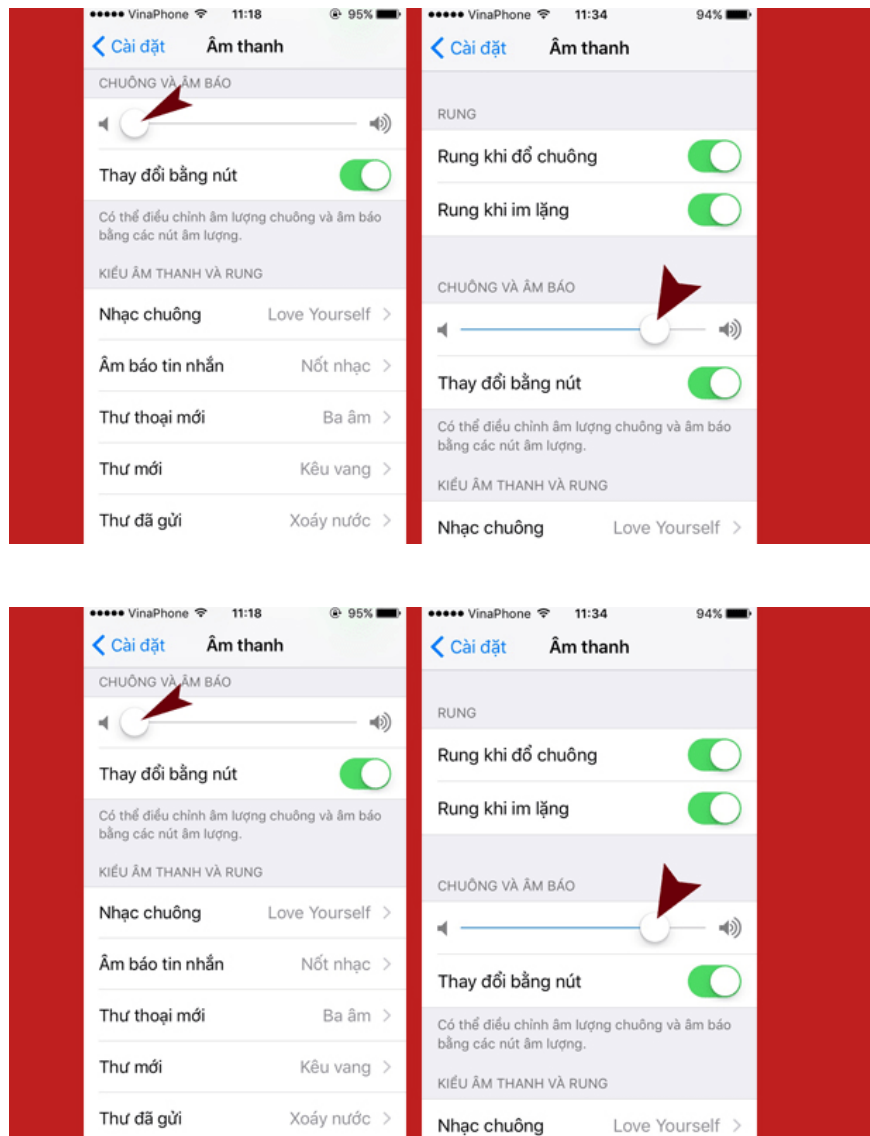 VinaPhone 11:18 95%
Cài đặt Âm thanh
CHUÔNG VÀ ÂM BÁO
Thay đổi bằng nút
Có thể điều chỉnh âm lượng chuông và âm báo
bằng các nút âm lượng.
KIỂU ÂM THANH VÀ RUNG
Nhạc chuông Love Yourself
Âm báo tin nhắn Nốt nhạc
Thư thoại mới Ba âm
Thư mới Kêu vang
Thư đã gửi Xoáy nước
VinaPhone 11:34 94%
Cài đặt Âm thanh
RUNG
Rung khi đổ chuông
Rung khi im lặng
CHUÔNG VÀ ÂM BÁO
Thay đổi bằng nút
Có thể điều chỉnh âm lượng chuông và âm báo
bằng các nút âm lượng.
KIỂU ÂM THANH VÀ RUNG
Nhạc chuông Love Yourself
VinaPhone 11:18 95%
Cài đặt Âm thanh
CHUÔNG VÀ ÂM BÁO
Thay đổi bằng nút
Có thể điều chỉnh âm lượng chuông và âm báo
bằng các nút âm lượng.
KIỂU ÂM THANH VÀ RUNG
Nhạc chuông Love Yourself
Âm báo tin nhắn Nốt nhạc
Thư thoại mới Ba âm
Thư mới Kêu vang
Thư đã gửi Xoáy nước
VinaPhone 11:34 94%
Cài đặt Âm thanh
RUNG
Rung khi đổ chuông
Rung khi im lặng
CHUÔNG VÀ ÂM BÁO
Thay đổi bằng nút
Có thể điều chỉnh âm lượng chuông và âm báo
bằng các nút âm lượng.
KIỂU ÂM THANH VÀ RUNG
Nhạc chuông Love Yourself